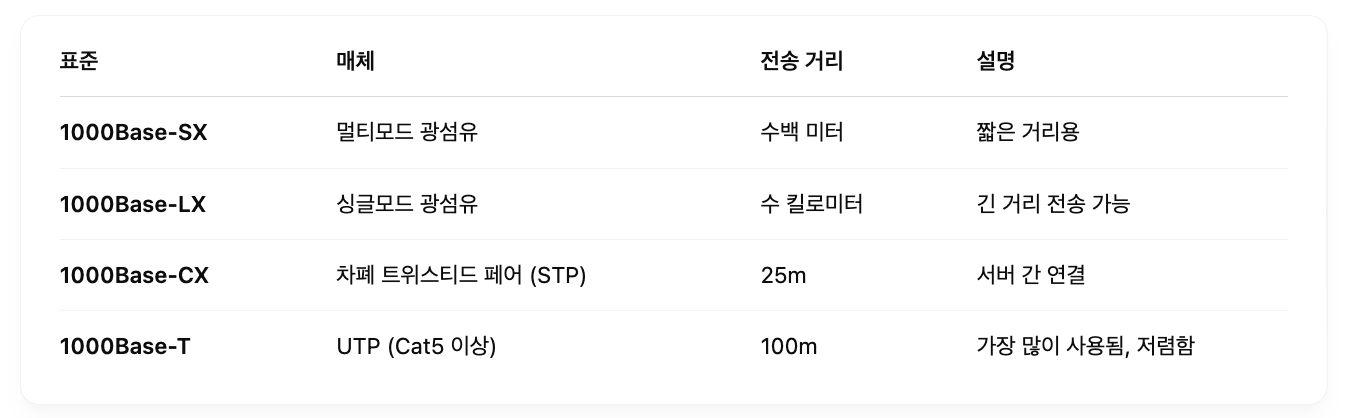 표준 매체 전송 거리 설명
1000Base-SX 멀티모드 광섬유 수백 미터 짧은 거리용
1000Base-LX 싱글모드 광섬유 수 킬로미터 긴 거리 전송 가능
1000Base-CX 차폐 트위스티드 페어 (STP) 25m 서버 간 연결
1000Base-T UTP (Cat5 이상) 100m 가장 많이 사용됨, 저렴함